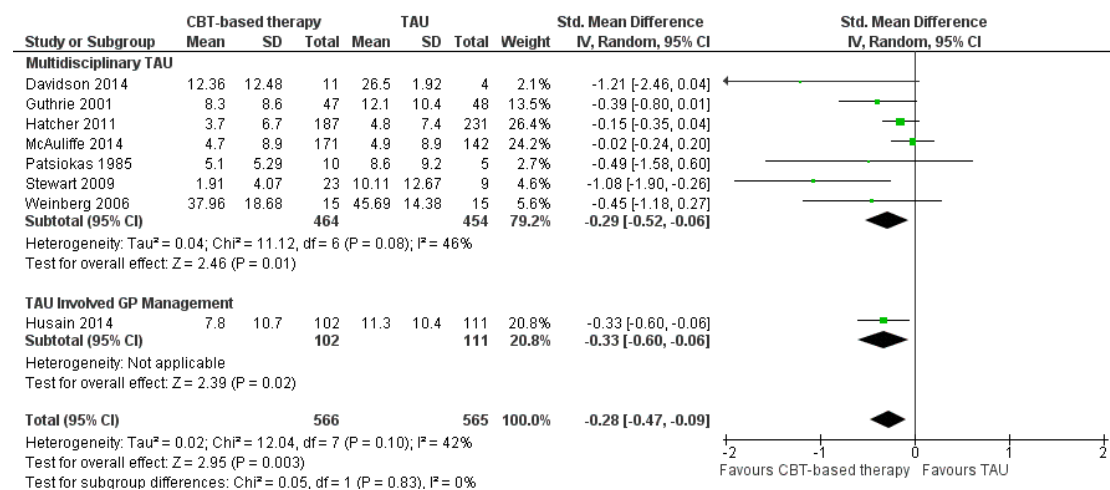 CBT-based therapy TAU Std. Mean Difference Std. Mean Difference
Study or Subgroup Mean SD Total Mean SD Total Weight IV, Random, 95% CI IV, Random, 95% CI
Multidisciplinary TAU
Davidson 2014 12.36 12.48 11 26.5 1.92 4 2.1% -1.21 [-2.46, 0.04]
Guthrie 2001 8.3 8.6 47 12.1 10.4 48 13.5% -0.39 [-0.80, 0.01]
Hatcher 2011 3.7 6.7 187 4.8 7.4 231 26.4% -0.15 [-0.35, 0.04]
McAuliffe 2014 4.7 8.9 171 4.9 8.9 142 24.2% -0.02 [-0.24, 0.20]
Patsiokas 1985 5.1 5.29 10 8.6 9.2 5 2.7% -0.49 [-1.58, 0.60]
Stewart 2009 1.91 4.07 23 10.11 12.67 9 4.6% -1.08 [-1.90, -0.26]
Weinberg 2006 37.96 18.68 15 45.69 14.38 15 5.6% -0.45 [-1.18, 0.27]
Subtotal (95% CI) 464 454 79.2% -0.29 [-0.52, -0.06]
Heterogeneity: Tau² = 0.04; Chi² = 11.12, df = 6 (P = 0.08); I² = 46%
Test for overall effect: Z = 2.46 (P = 0.01)
TAU Involved GP Management
Husain 2014 7.8 10.7 102 11.3 10.4 111 20.8% -0.33 [-0.60, -0.06]
Subtotal (95% CI) 102 111 20.8% -0.33 [-0.60, -0.06]
Heterogeneity: Not applicable
Test for overall effect: Z = 2.39 (P = 0.02)
Total (95% CI) 566 565 100.0% -0.28 [-0.47, -0.09]
Heterogeneity: Tau² = 0.02; Chi² = 12.04, df = 7 (P = 0.10); I² = 42%
Test for overall effect: Z = 2.95 (P = 0.003)
Test for subgroup differences: Chi² = 0.05, df = 1 (P = 0.83), I² = 0%
-2 -1 0 1 2
Favours CBT-based therapy Favours TAU